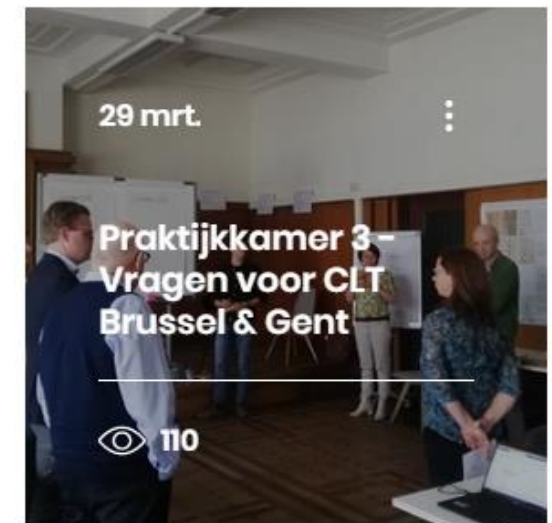 29 mrt.
Praktijkkamer 3 -
Vragen voor CLT
Brussel & Gent
110